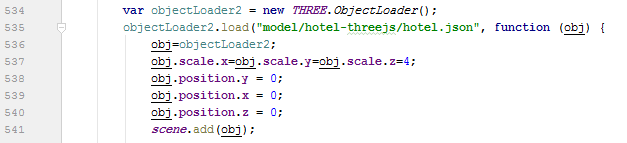 534 var objectLoader2 = new THREE.ObjectLoader();
535 objectLoader2.load("model/hotel-threejs/hotel.json", function (obj) {
536 obj=objectLoader2;
537 obj.scale.x=obj.scale.y=obj.scale.z=4;
538 obj.position.y = 0;
539 obj.position.x = 0;
540 obj.position.z = 0;
541 scene.add(obj);